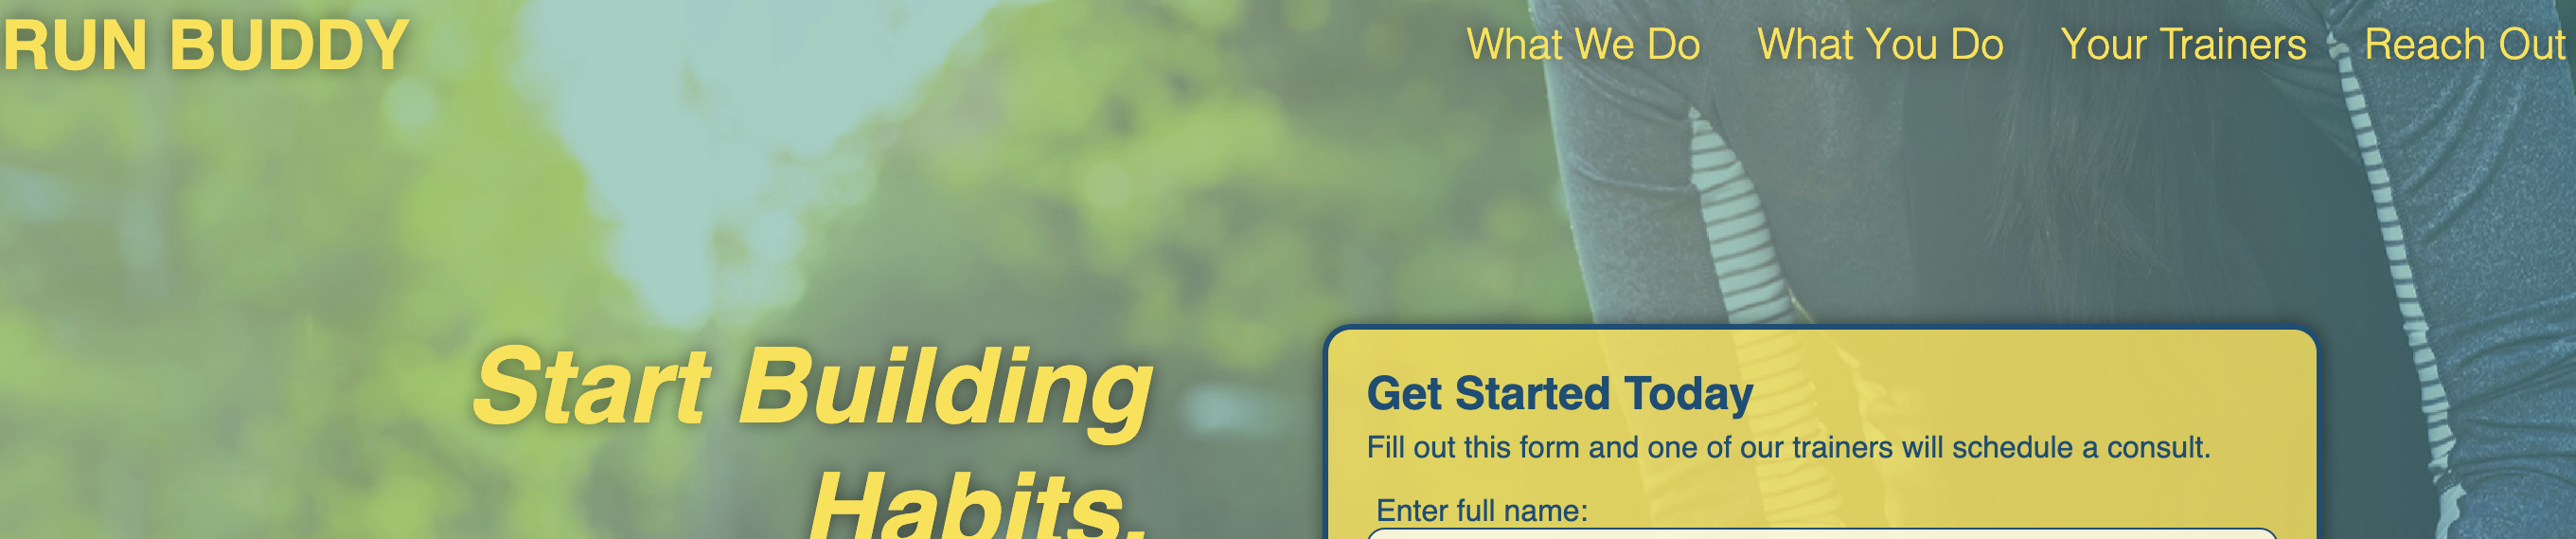 RUN BUDDY
What We Do What You Do Your Trainers Reach Out
Start Building
Habits.
Get Started Today
Fill out this form and one of our trainers will schedule a consult.
Enter full name: